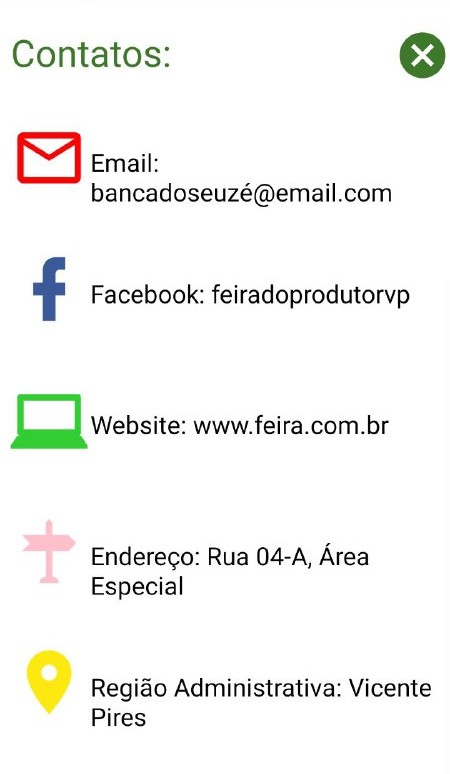 Contatos:
Email:
bancadoseuzé@email.com
Facebook: feiradoprodutorvp
Website: www.feira.com.br
Endereço: Rua 04-A, Área
Especial
Região Administrativa: Vicente
Pires